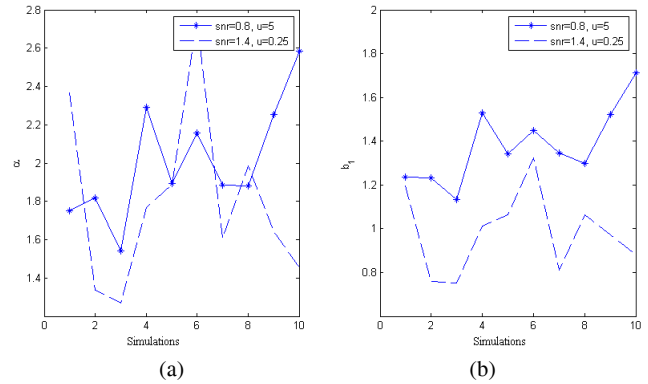 2.8
2.6
2.4
2.2
2
1.8
1.6
1.4
α
0 2 4 6 8 10
Simulations
snr=0.8, u=5
snr=1.4, u=0.25
(a)
2
1.8
1.6
1.4
1.2
1
0.8
b1
0 2 4 6 8 10
Simulations
snr=0.8, u=5
snr=1.4, u=0.25
(b)